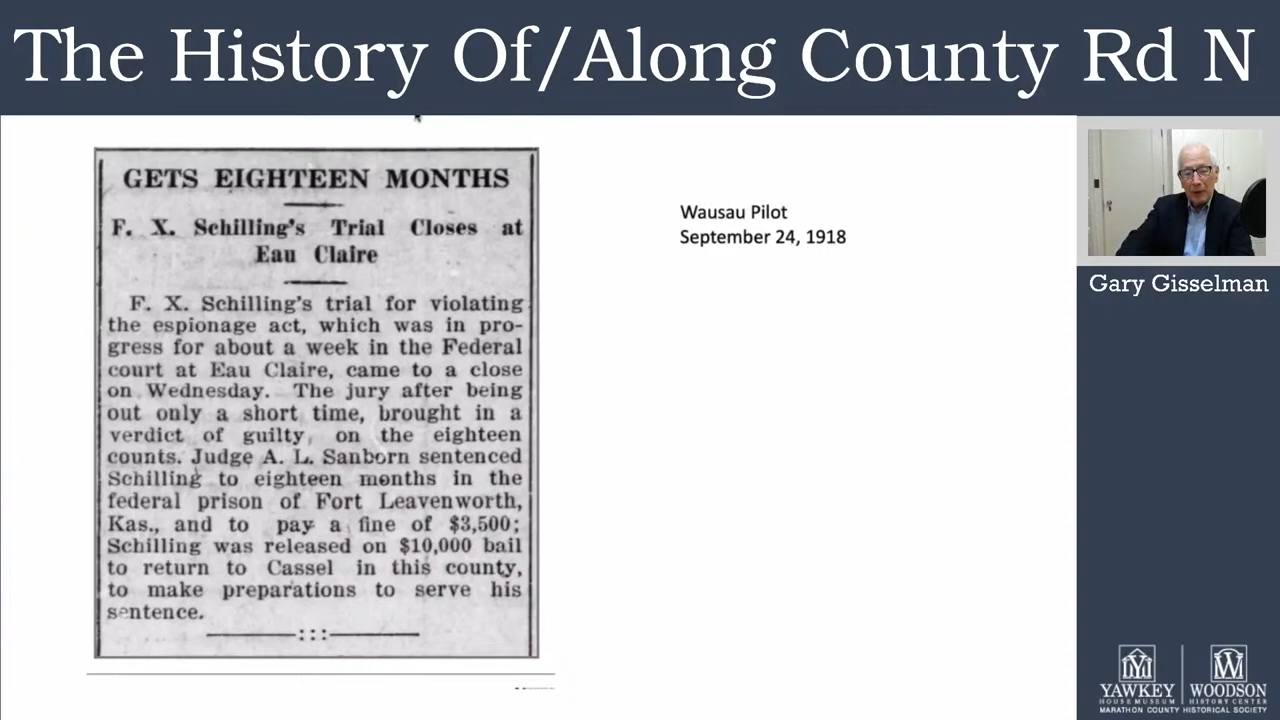 The History Of/Along County Rd N
GETS EIGHTEEN MONTHS
F. X. Schilling's Trial Closes at
Eau Claire
F. X. Schilling's trial for violating
the espionage act, which was in pro-
gress for about a week in the Federal
court at Eau Claire, came to a close
on Wednesday. The jury after being
out only a short time, brought in a
verdict of guilty, on the eighteen
counts. Judge A. L. Sanborn sentenced
Schilling to eighteen months in the
federal prison of Fort Leavenworth,
Kas., and to pay a fine of $3,500;
Schilling was released on $10,000 bail
to return to Cassel in this county,
to make preparations to serve his
sentence.
Wausau Pilot
September 24, 1918
Gary Gisselman
YAWKEY
HOUSE MUSEUM
WOODSON
HISTORY CENTER
MARATHON COUNTY HISTORICAL SOCIETY